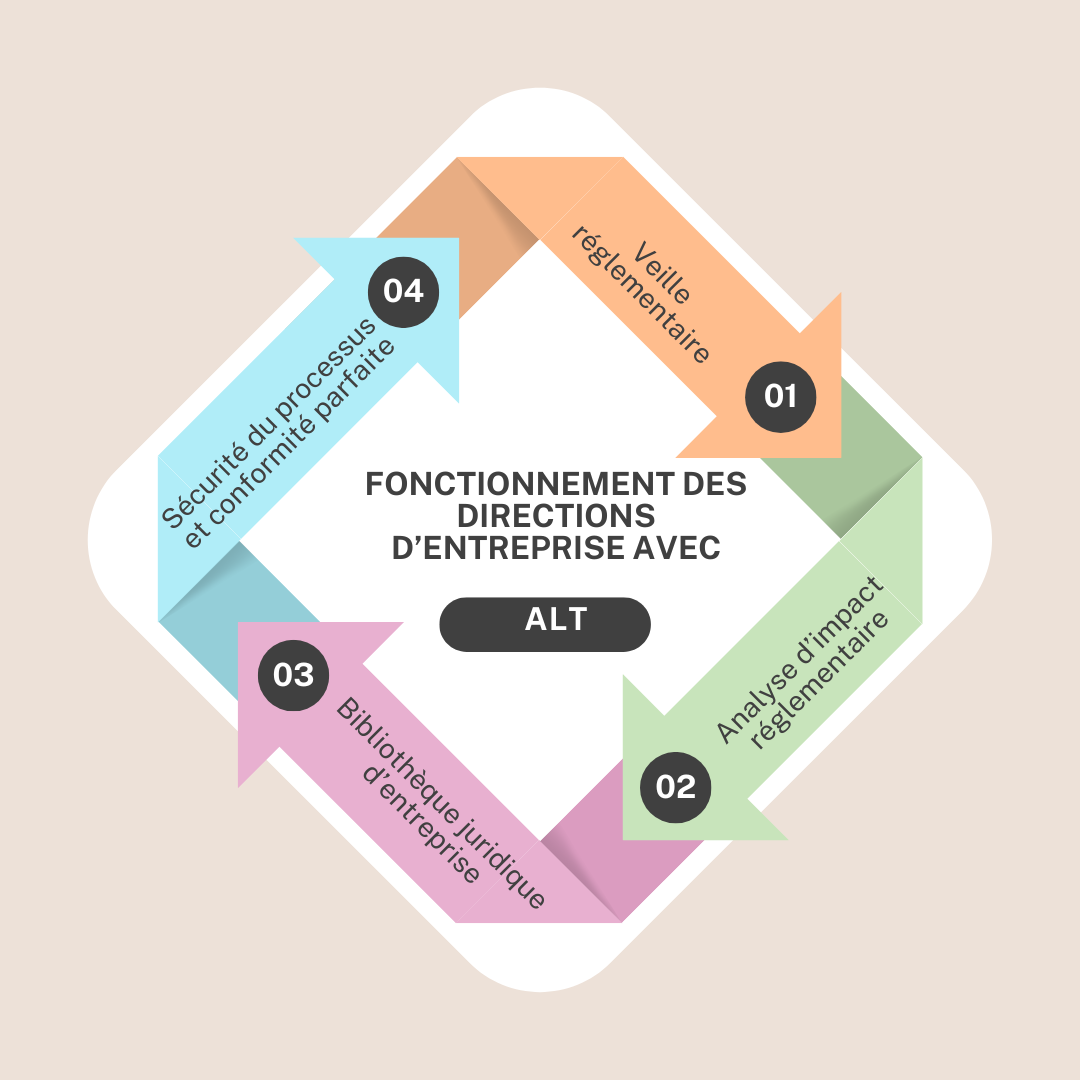 FONCTIONNEMENT DES
DIRECTIONS
D'ENTREPRISE AVEC
ALT
Veille
réglementaire
01
Analyse d'impact
réglementaire
02
Bibliothèque juridique
d'entreprise
03
Sécurité du processus
et conformité parfaite
04